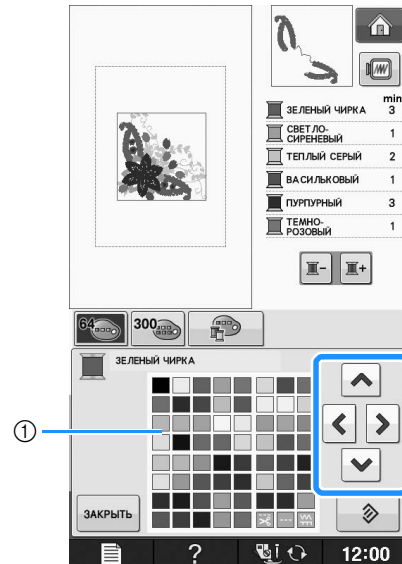 min
ЗЕЛЕНЫЙ ЧИРКА 3
СВЕТЛО-
СИРЕНЕВЫЙ 1
ТЕПЛЫЙ СЕРЫЙ 2
ВАСИЛЬКОВЫЙ 1
ПУРПУРНЫЙ 3
ТЕМНО-
РОЗОВЫЙ 1
64 300
ЗЕЛЕНЫЙ ЧИРКА
①
ЗАКРЫТЬ
? 12:00